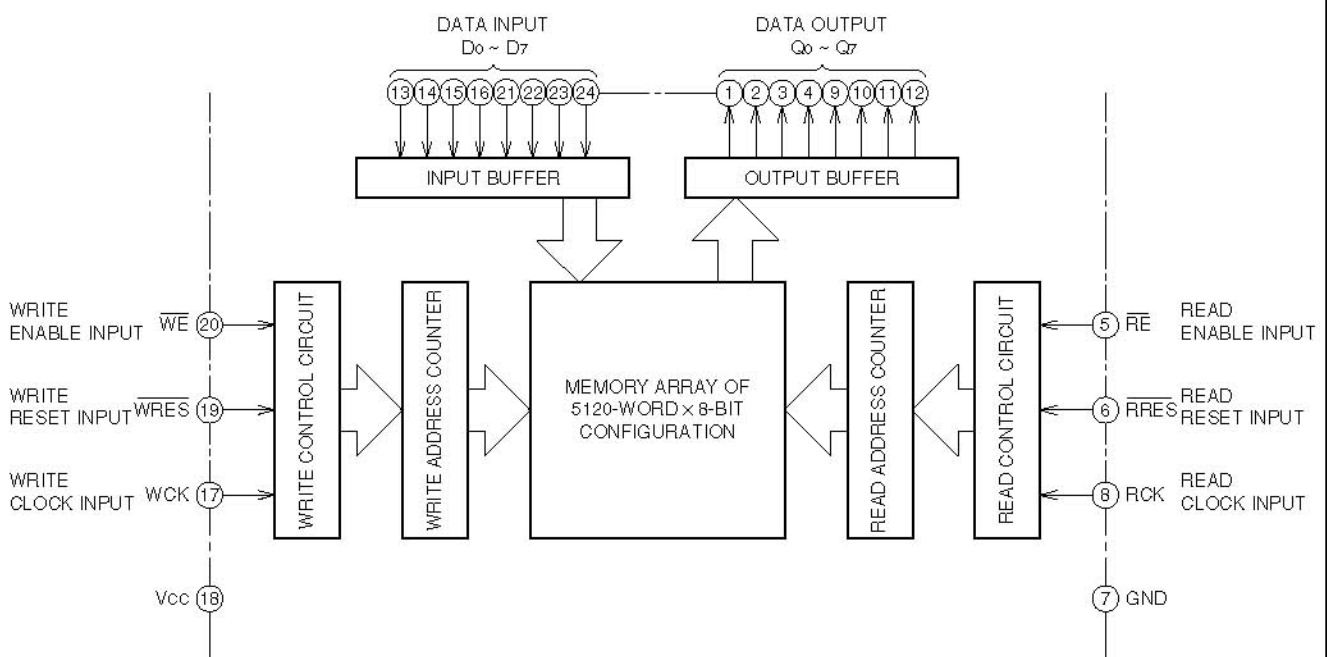 DATA INPUT
D0 ~ D7
DATA OUTPUT
Q0 ~ Q7
13 14 15 16 21 22 23 24
1 2 3 4 9 10 11 12
INPUT BUFFER
OUTPUT BUFFER
WRITE
ENABLE INPUT
WE
20
WRITE
RESET INPUT
WRES
19
WRITE
CLOCK INPUT
WCK
17
Vcc
18
WRITE CONTROL CIRCUIT
WRITE ADDRESS COUNTER
MEMORY ARRAY OF
5120-WORD × 8-BIT
CONFIGURATION
READ ADDRESS COUNTER
READ CONTROL CIRCUIT
5
RE
READ
ENABLE INPUT
6
RRES
READ
RESET INPUT
8
RCK
READ
CLOCK INPUT
7
GND